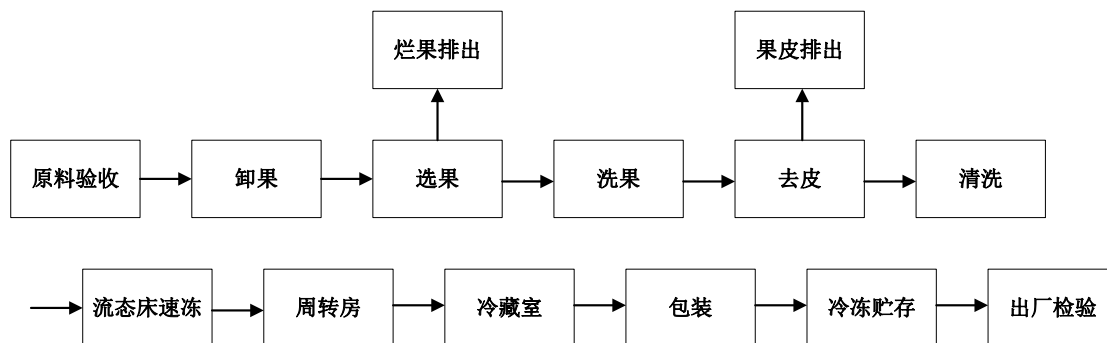 烂果排出
果皮排出
原料验收
卸果
选果
洗果
去皮
清洗
流态床速冻
周转房
冷藏室
包装
冷冻贮存
出厂检验